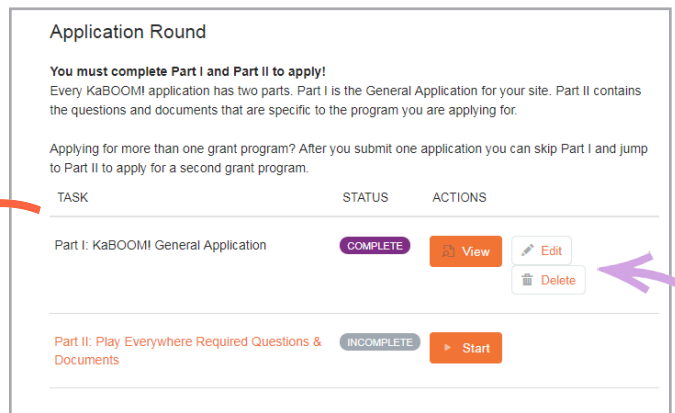 Application Round
You must complete Part I and Part II to apply!
Every KaBOOM! application has two parts. Part I is the General Application for your site. Part II contains
the questions and documents that are specific to the program you are applying for.
Applying for more than one grant program? After you submit one application you can skip Part I and jump
to Part II to apply for a second grant program.
TASK STATUS ACTIONS
Part I: KaBOOM! General Application COMPLETE View Edit
Delete
Part II: Play Everywhere Required Questions & INCOMPLETE Start
Documents